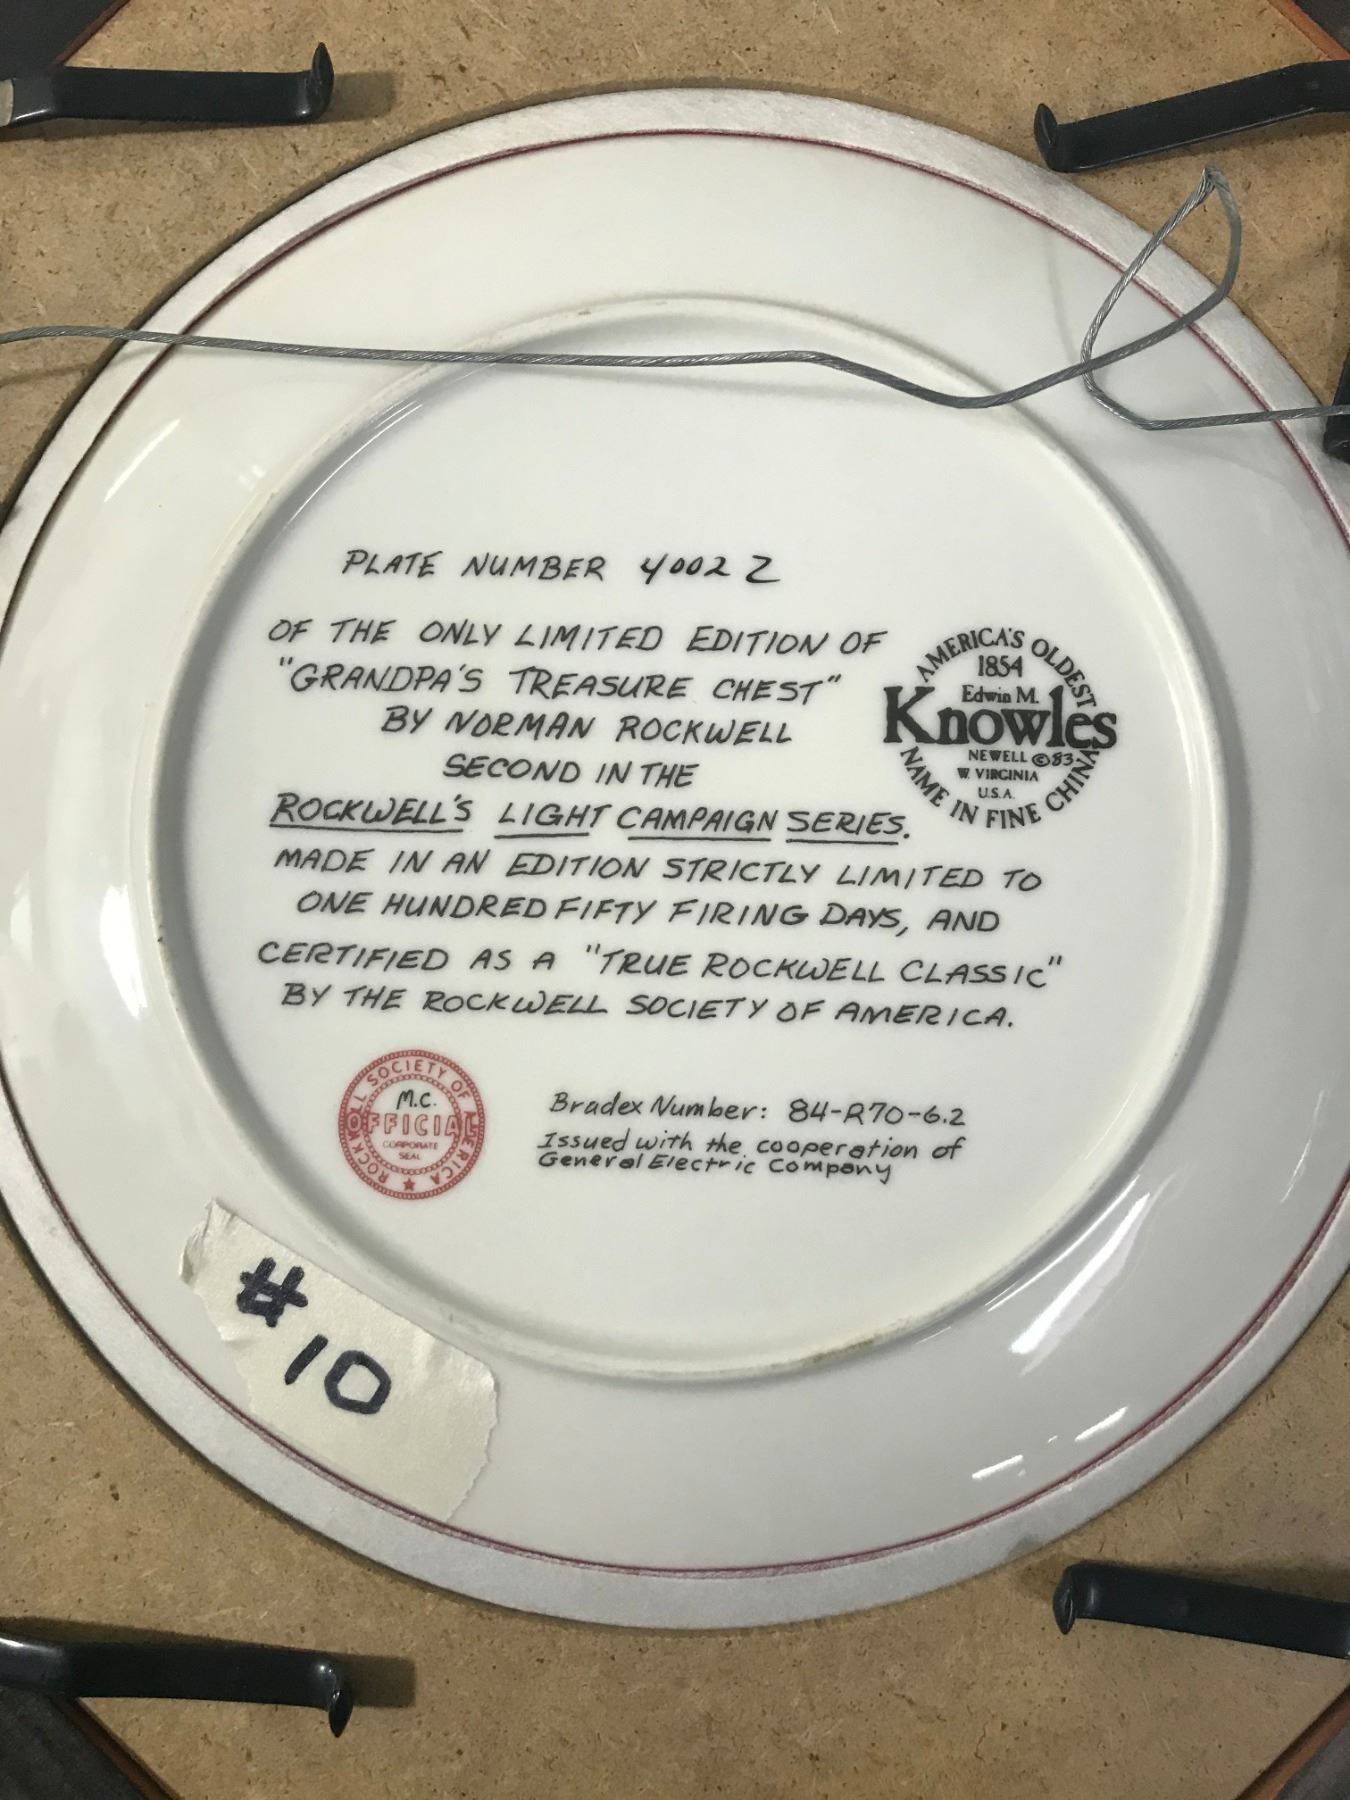 PLATE NUMBER 4002 Z
OF THE ONLY LIMITED EDITION OF
"GRANDPA'S TREASURE CHEST"
BY NORMAN ROCKWELL
SECOND IN THE
ROCKWELL'S LIGHT CAMPAIGN SERIES.
MADE IN AN EDITION STRICTLY LIMITED TO
ONE HUNDRED FIFTY FIRING DAYS, AND
CERTIFIED AS A "TRUE ROCKWELL CLASSIC"
BY THE ROCKWELL SOCIETY OF AMERICA.
AMERICA'S OLDEST
1854
Edwin M.
Knowles
NEWELL ©83
W. VIRGINIA
U.S.A.
NAME IN FINE CHINA
ROCKWELL SOCIETY OF AMERICA
M.C.
OFFICIAL
CORPORATE
SEAL
Bradex Number: 84-R70-6.2
Issued with the cooperation of
General Electric Company
#
10